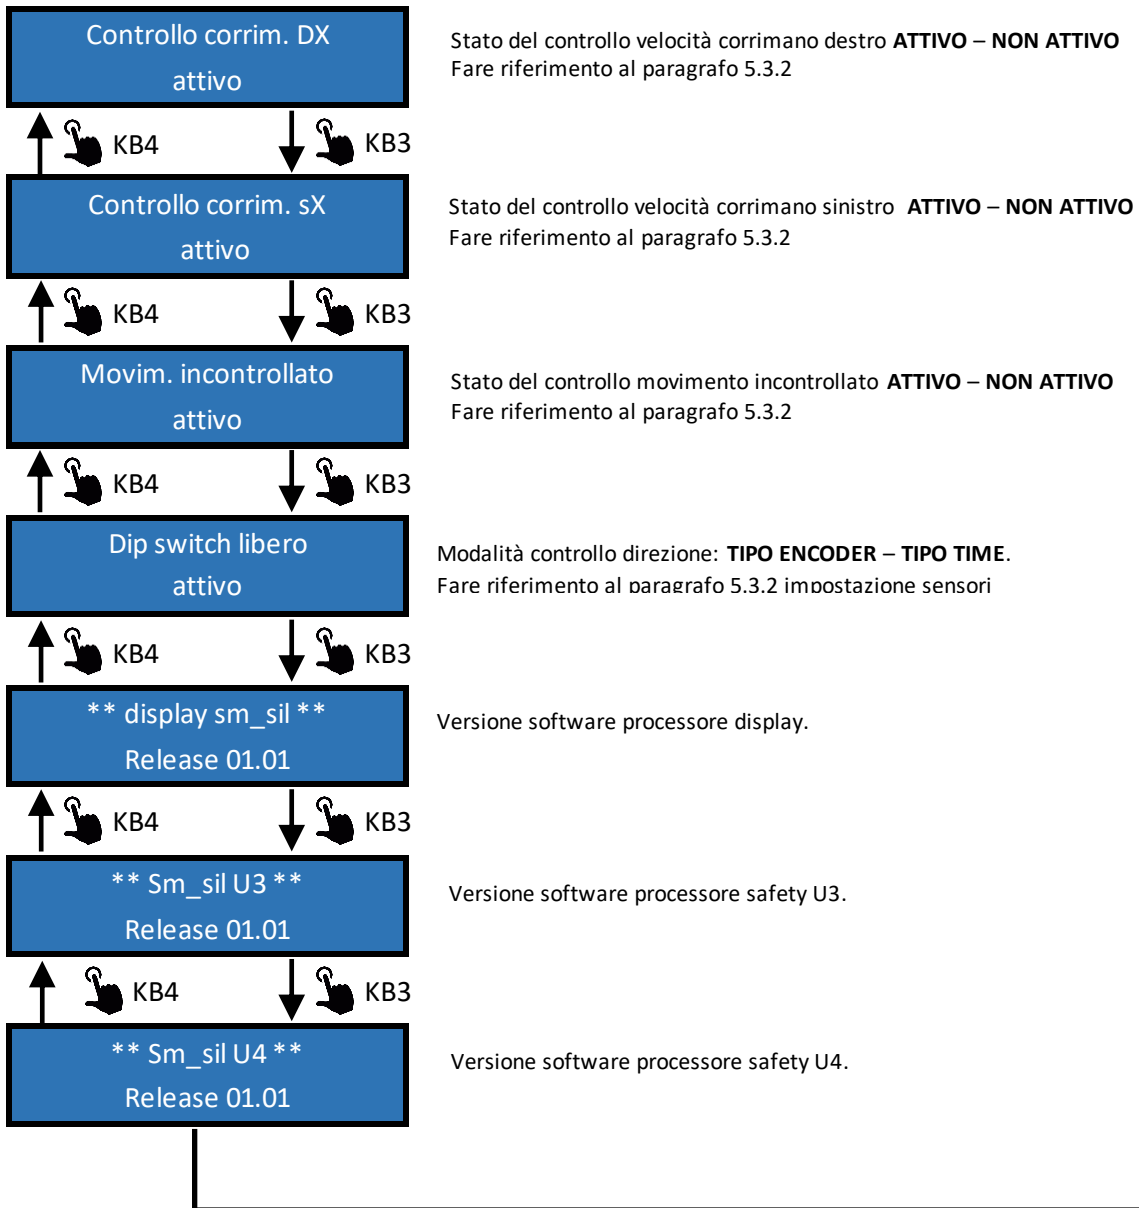 Controllo corrim. DX
attivo
Stato del controllo velocità corrimano destro ATTIVO – NON ATTIVO
Fare riferimento al paragrafo 5.3.2
KB4
KB3
Controllo corrim. sX
attivo
Stato del controllo velocità corrimano sinistro ATTIVO – NON ATTIVO
Fare riferimento al paragrafo 5.3.2
KB4
KB3
Movim. incontrollato
attivo
Stato del controllo movimento incontrollato ATTIVO – NON ATTIVO
Fare riferimento al paragrafo 5.3.2
KB4
KB3
Dip switch libero
attivo
Modalità controllo direzione: TIPO ENCODER – TIPO TIME.
Fare riferimento al paragrafo 5.3.2 impostazione sensori
KB4
KB3
** display sm_sil **
Release 01.01
Versione software processore display.
KB4
KB3
** Sm_sil U3 **
Release 01.01
Versione software processore safety U3.
KB4
KB3
** Sm_sil U4 **
Release 01.01
Versione software processore safety U4.